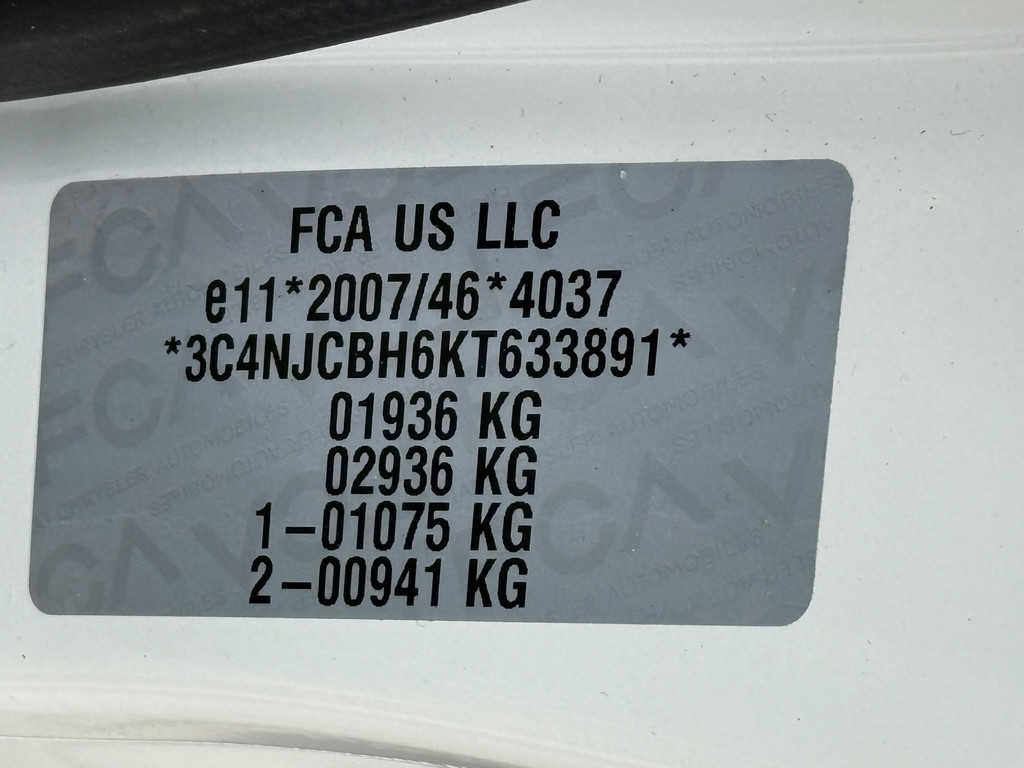 FCA US LLC
e11*2007/46*4037
*3C4NJCBH6KT633891*
01936 KG
02936 KG
1-01075 KG
2-00941 KG